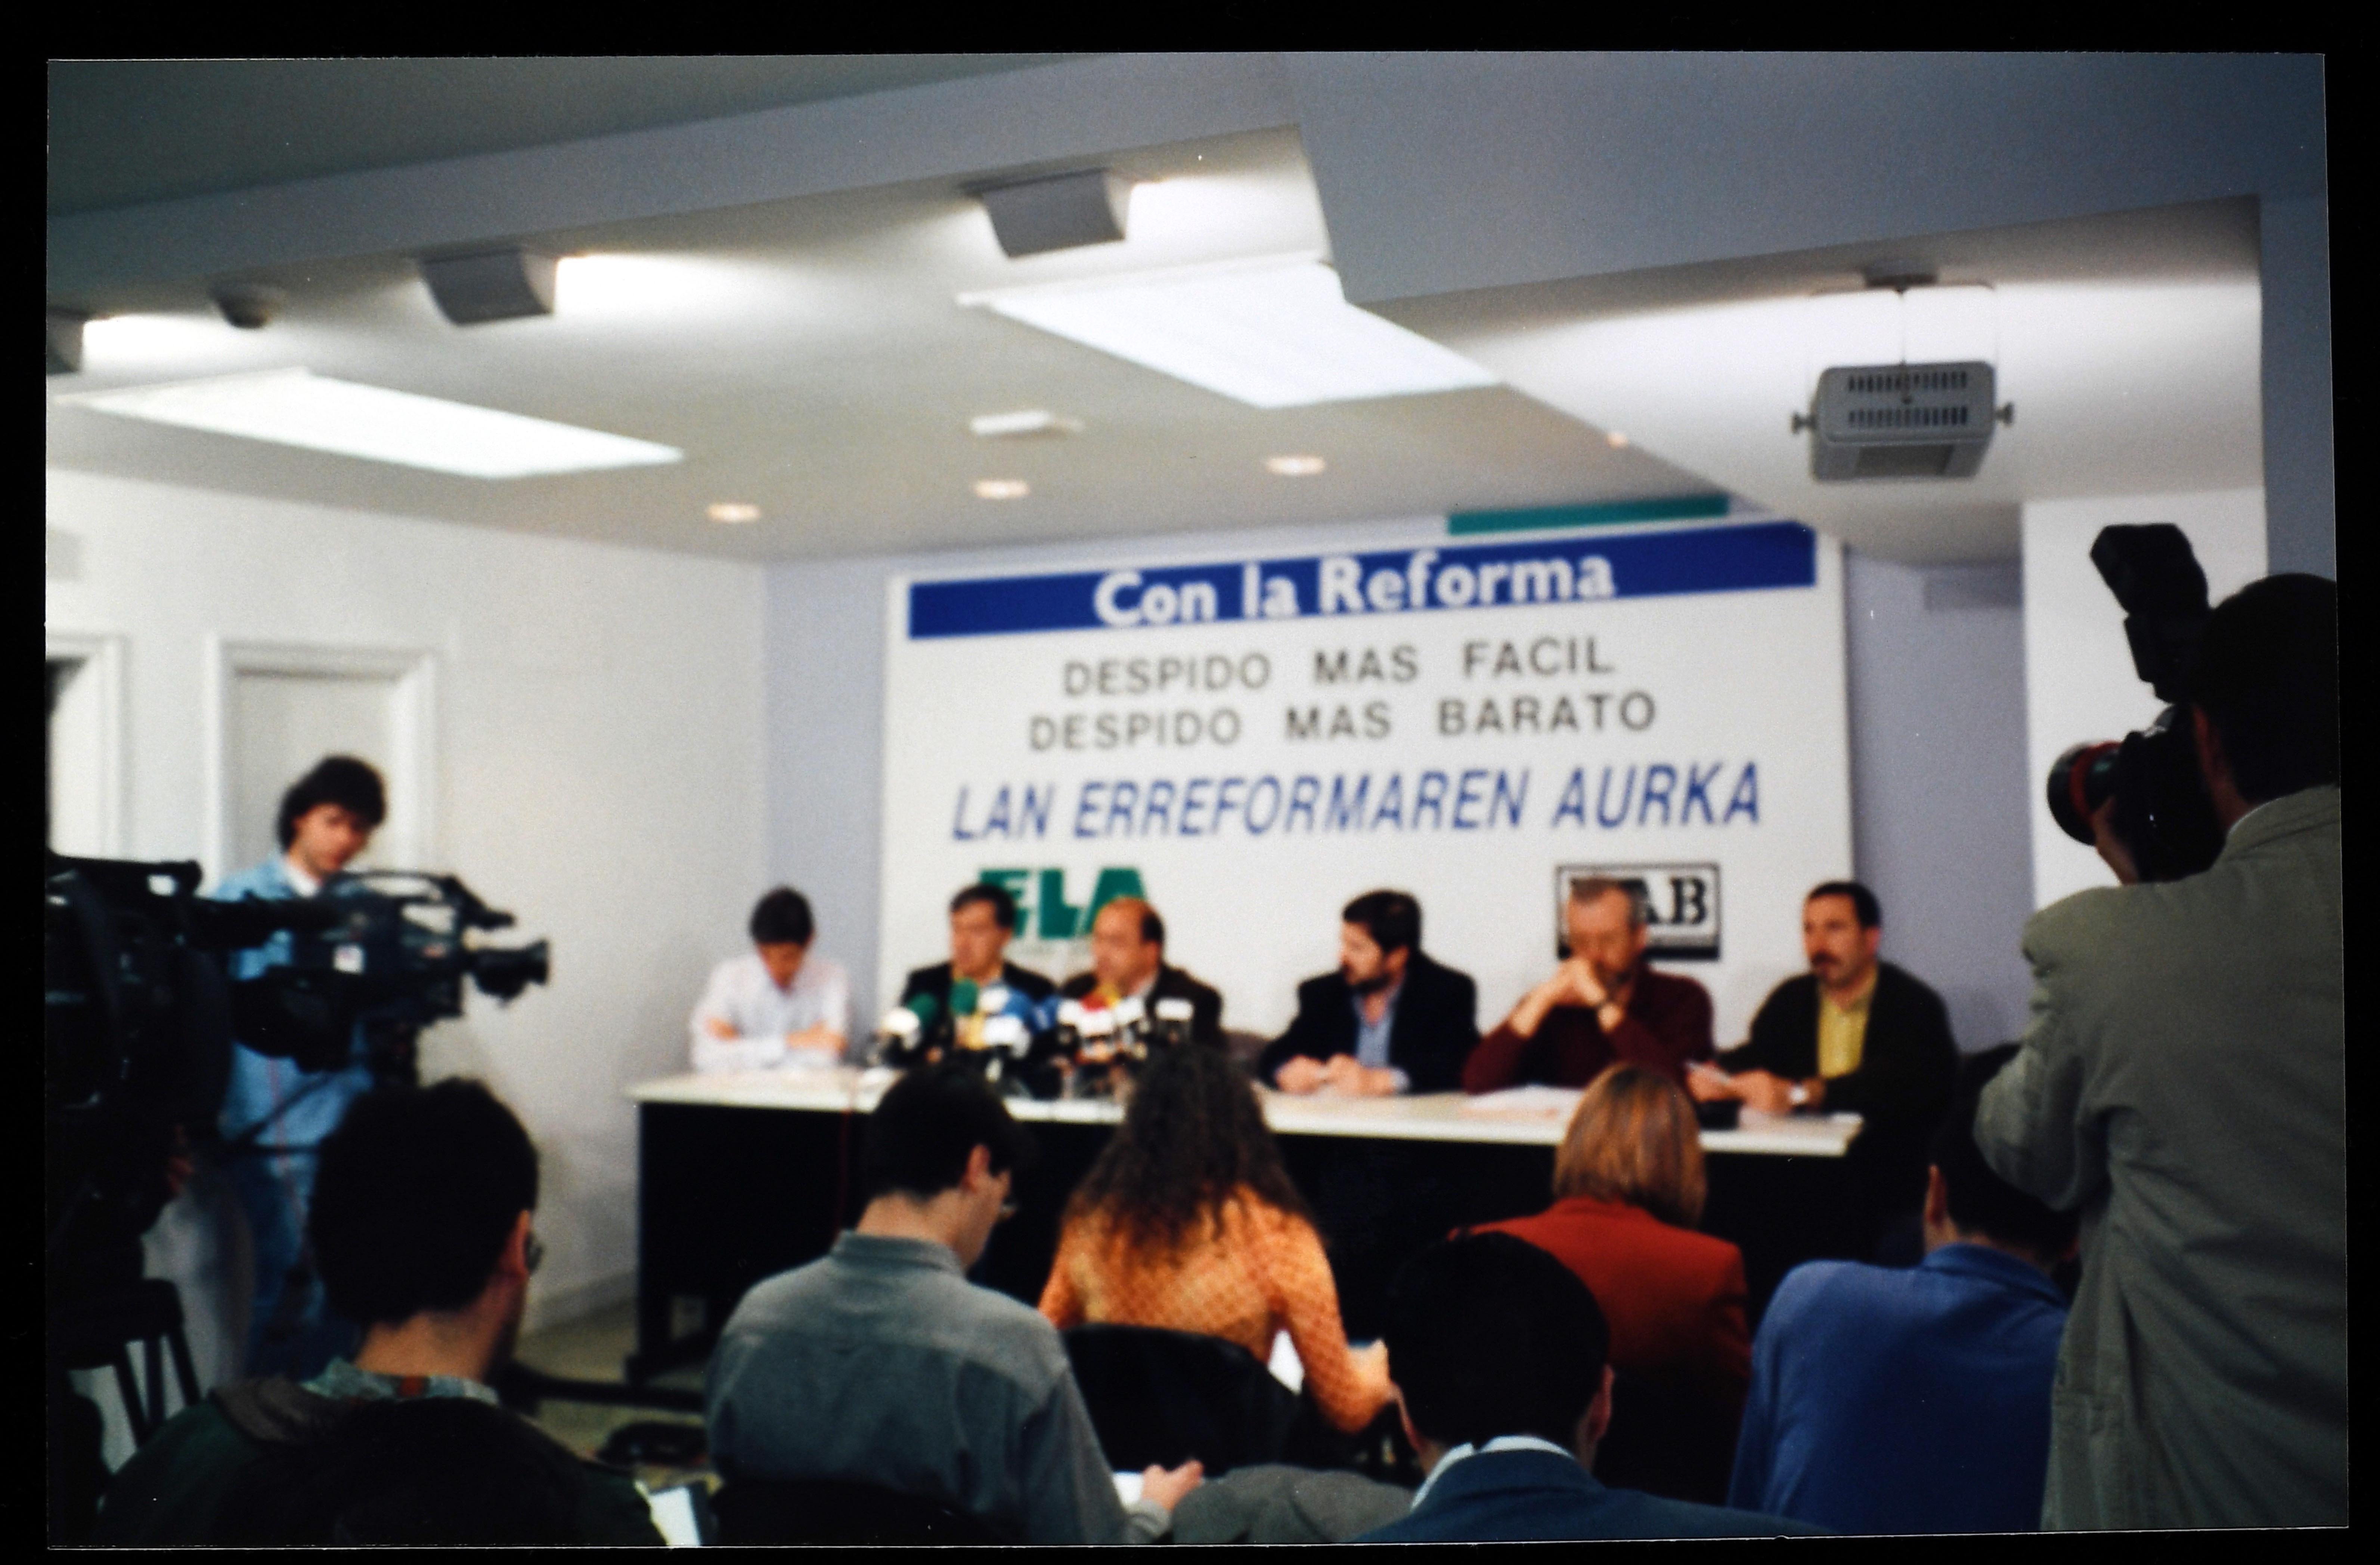 Con la Reforma
DESPIDO MAS FACIL
DESPIDO MAS BARATO
LAN ERREFORMAREN AURKA
ELA
LAB